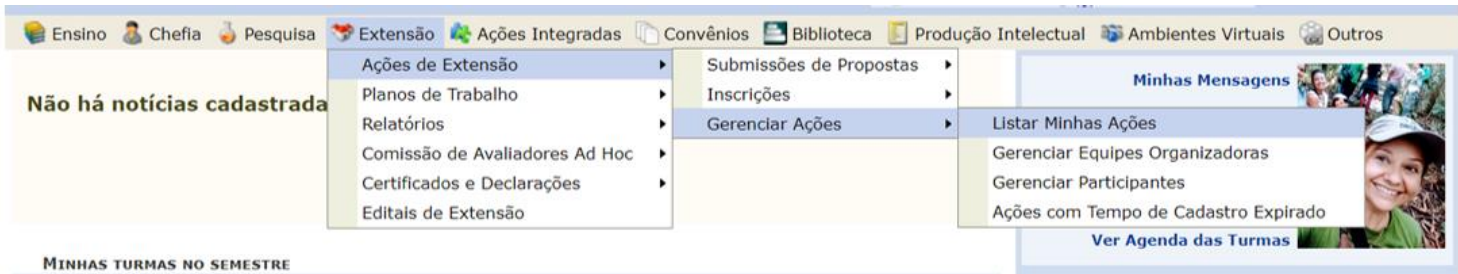 Ensino Chefia Pesquisa Extensão Ações Integradas Convênios Biblioteca Produção Intelectual Ambientes Virtuais Outros
Não há notícias cadastrada
Ações de Extensão
Planos de Trabalho
Relatórios
Comissão de Avaliadores Ad Hoc
Certificados e Declarações
Editais de Extensão
Submissões de Propostas
Inscrições
Gerenciar Ações
Listar Minhas Ações
Gerenciar Equipes Organizadoras
Gerenciar Participantes
Ações com Tempo de Cadastro Expirado
Minhas Mensagens
Ver Agenda das Turmas
MINHAS TURMAS NO SEMESTRE